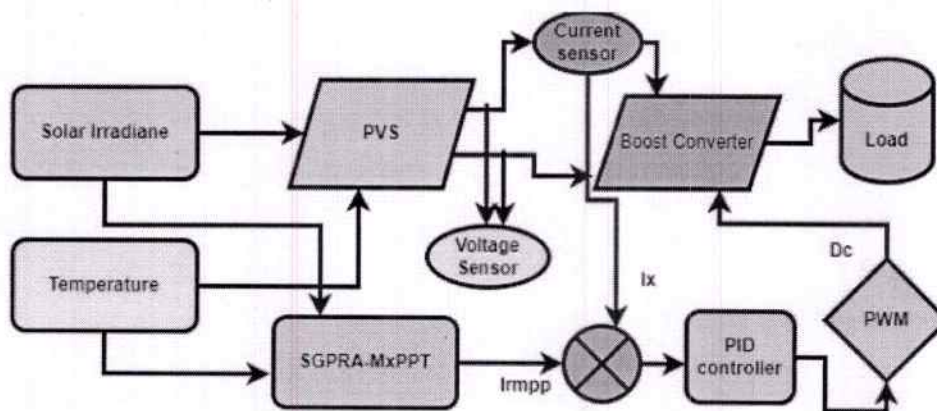 Current
sensor
Solar Irradiane
PVS
Boost Converter
Load
Voltage
Sensor
Temperature
Ix
Dc
SGPRA-MxPPT
Irmpp
PID
controller
PWM